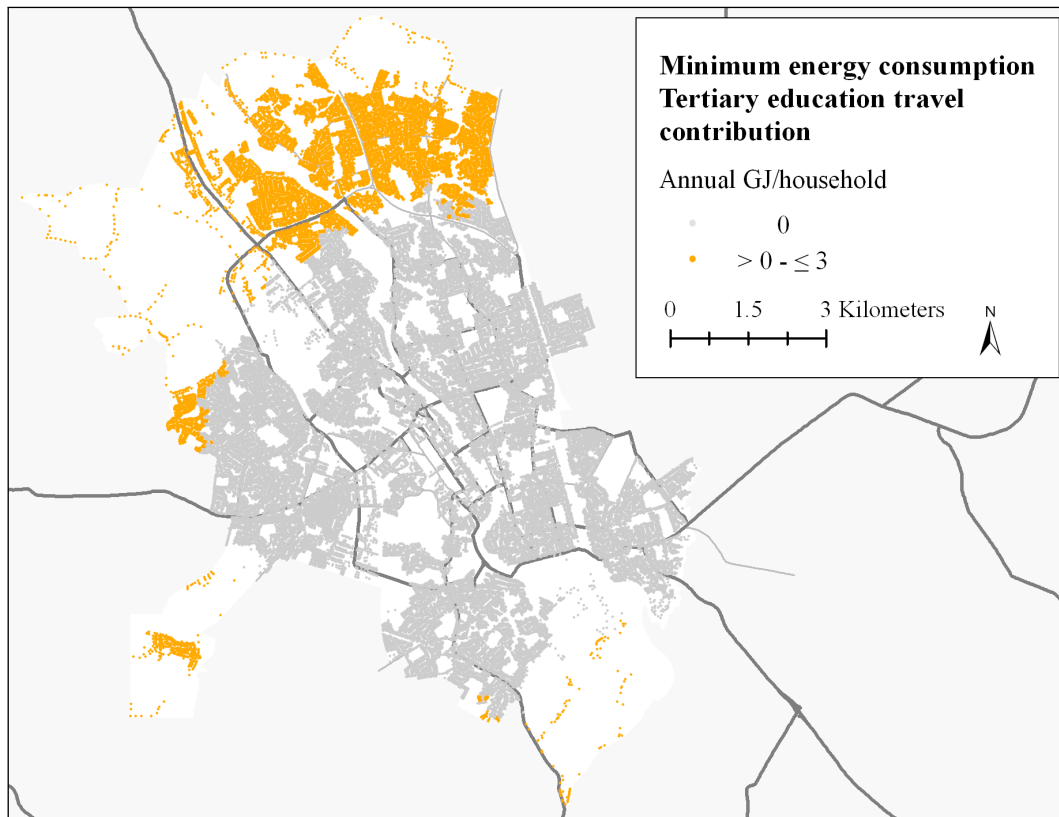 Minimum energy consumption
Tertiary education travel
contribution
Annual GJ/household
0
> 0 - ≤ 3
0 1.5 3 Kilometers
N